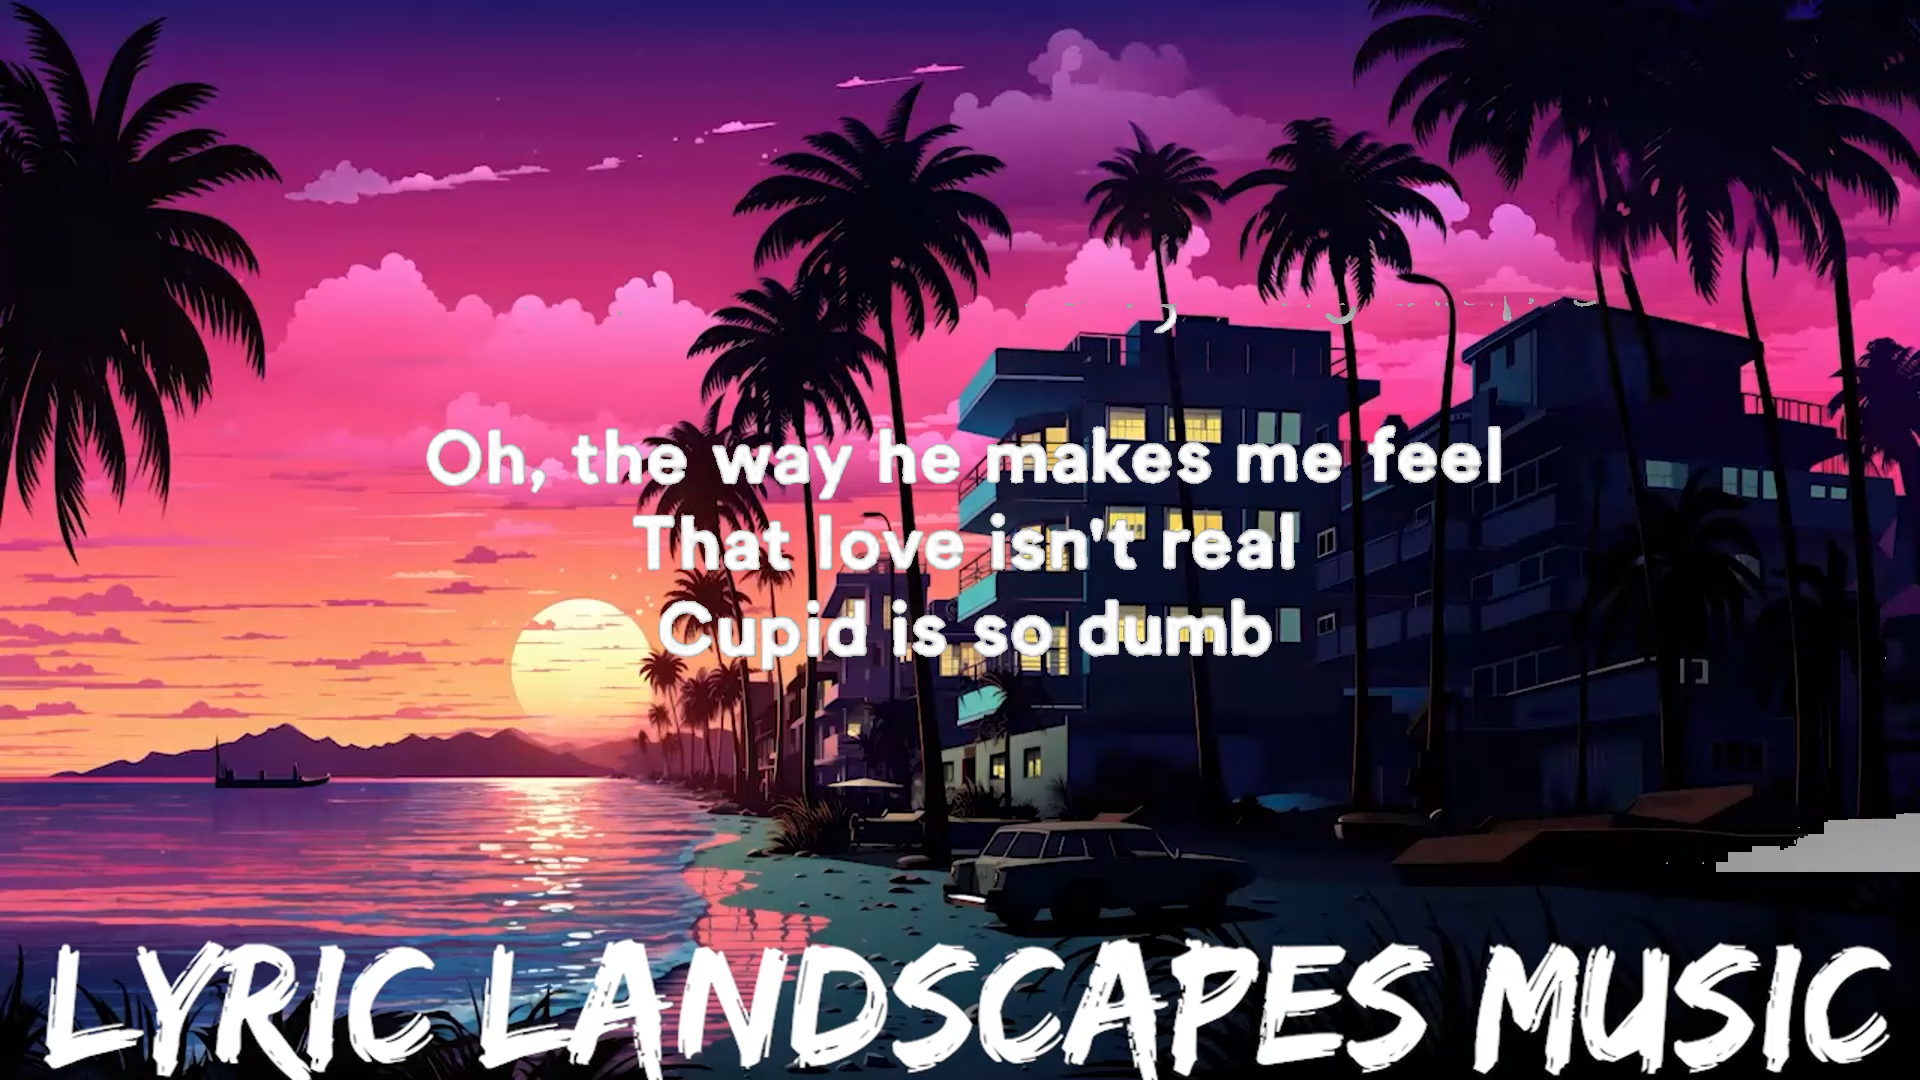 Oh, the way he makes me feel
That love isn't real
Cupid is so dumb
LYRIC LANDSCAPES MUSIC